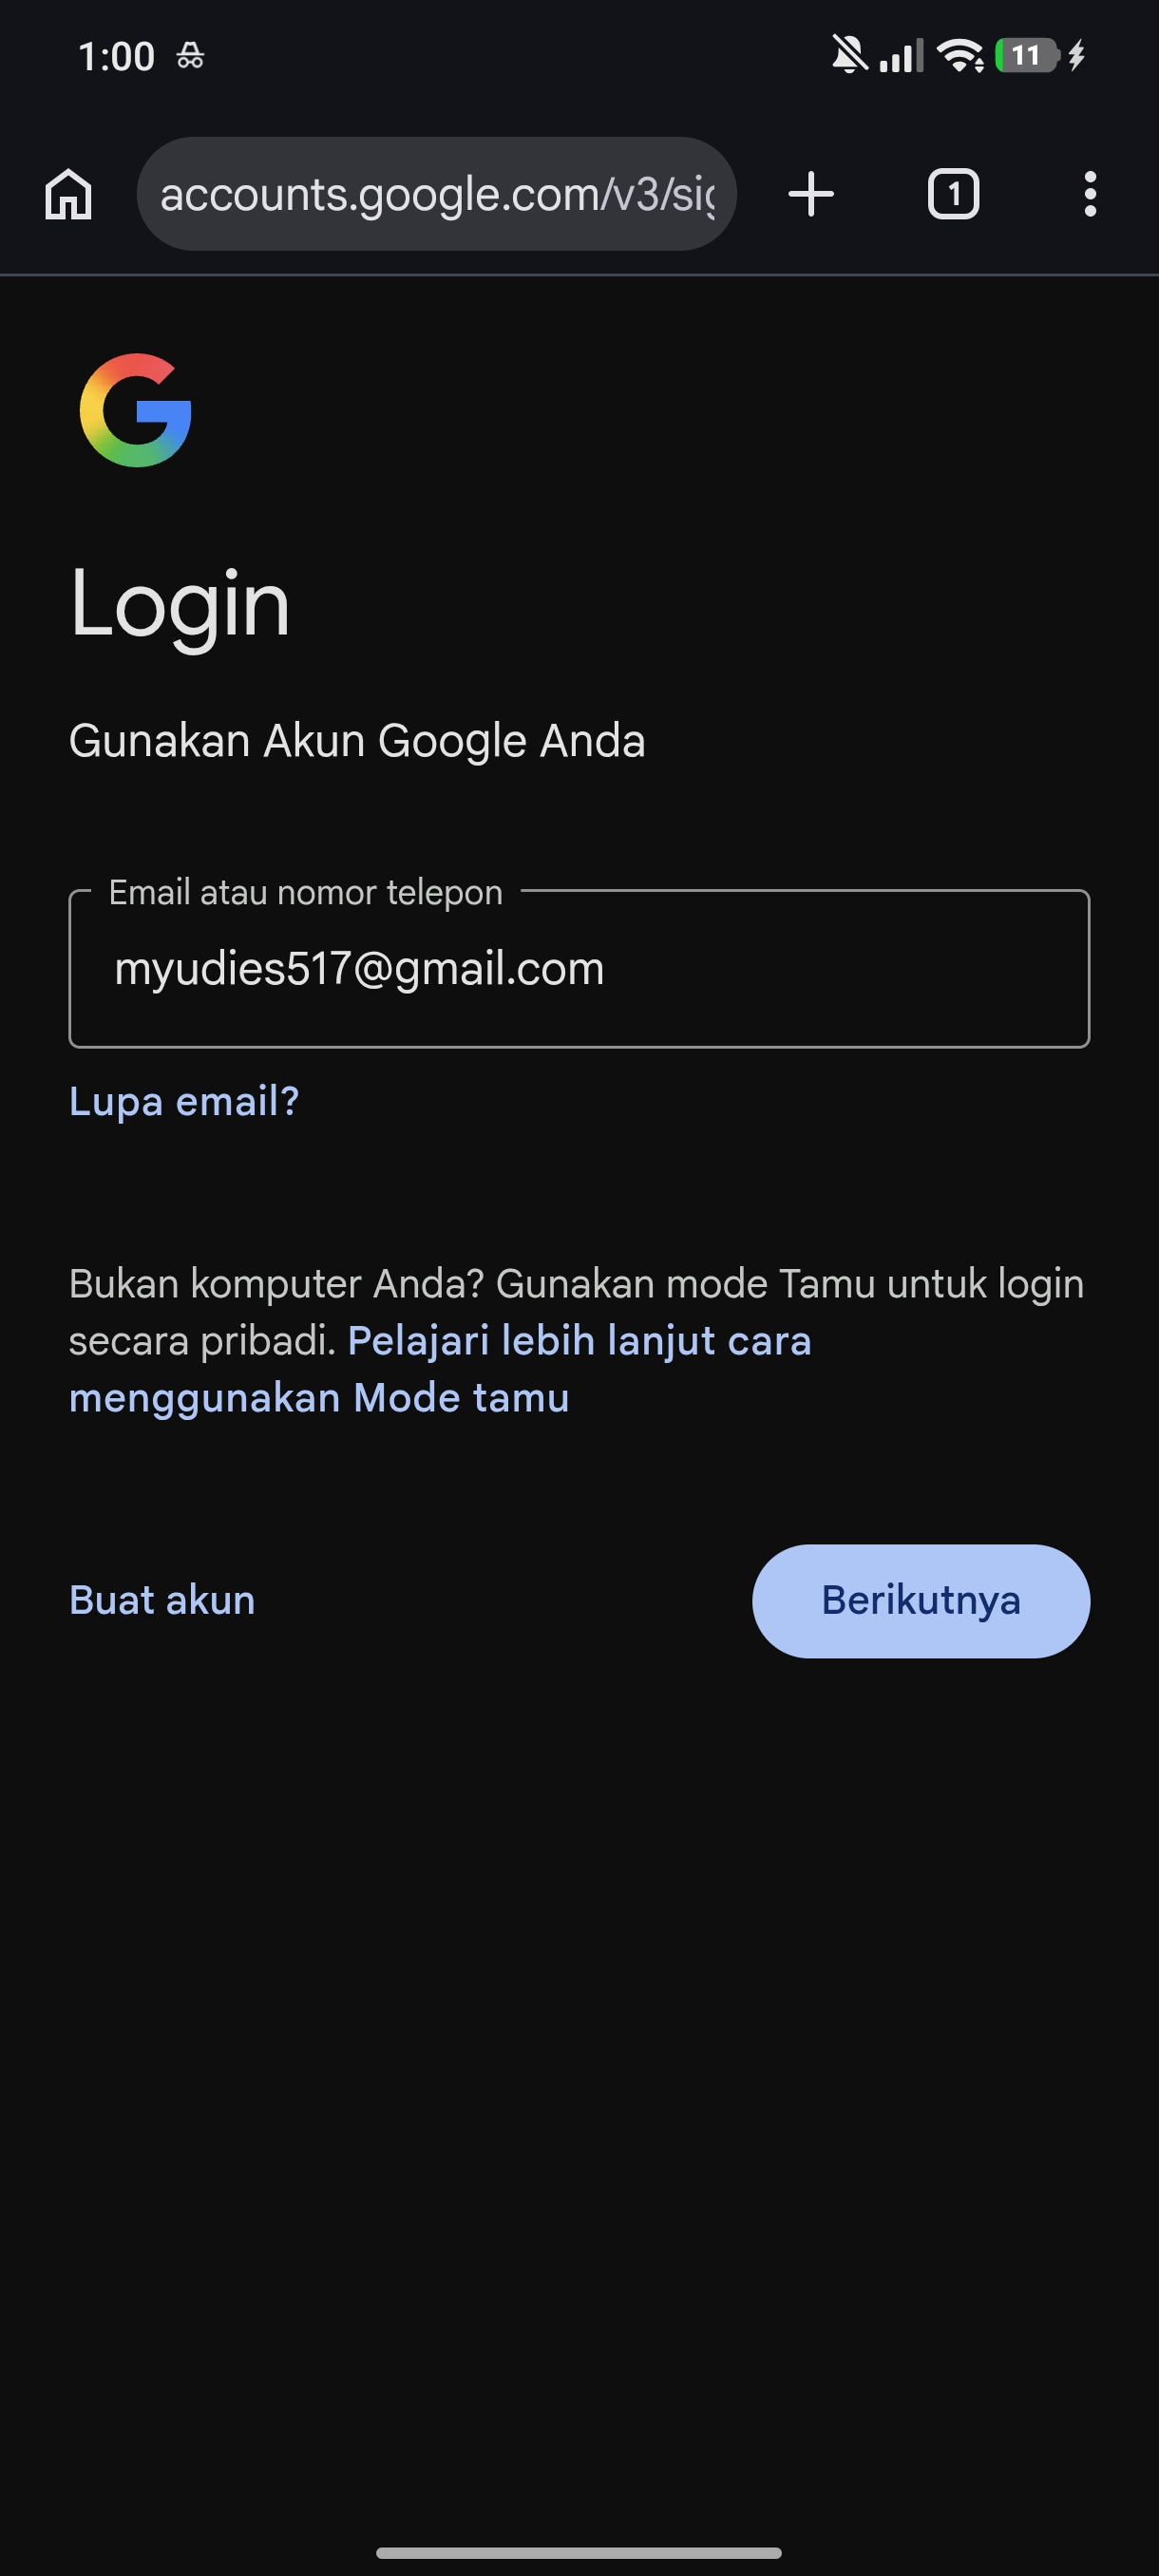 1:00
11
accounts.google.com/v3/sig
1
Login
Gunakan Akun Google Anda
Email atau nomor telepon
myudies517@gmail.com
Lupa email?
Bukan komputer Anda? Gunakan mode Tamu untuk login
secara pribadi. Pelajari lebih lanjut cara
menggunakan Mode tamu
Buat akun
Berikutnya